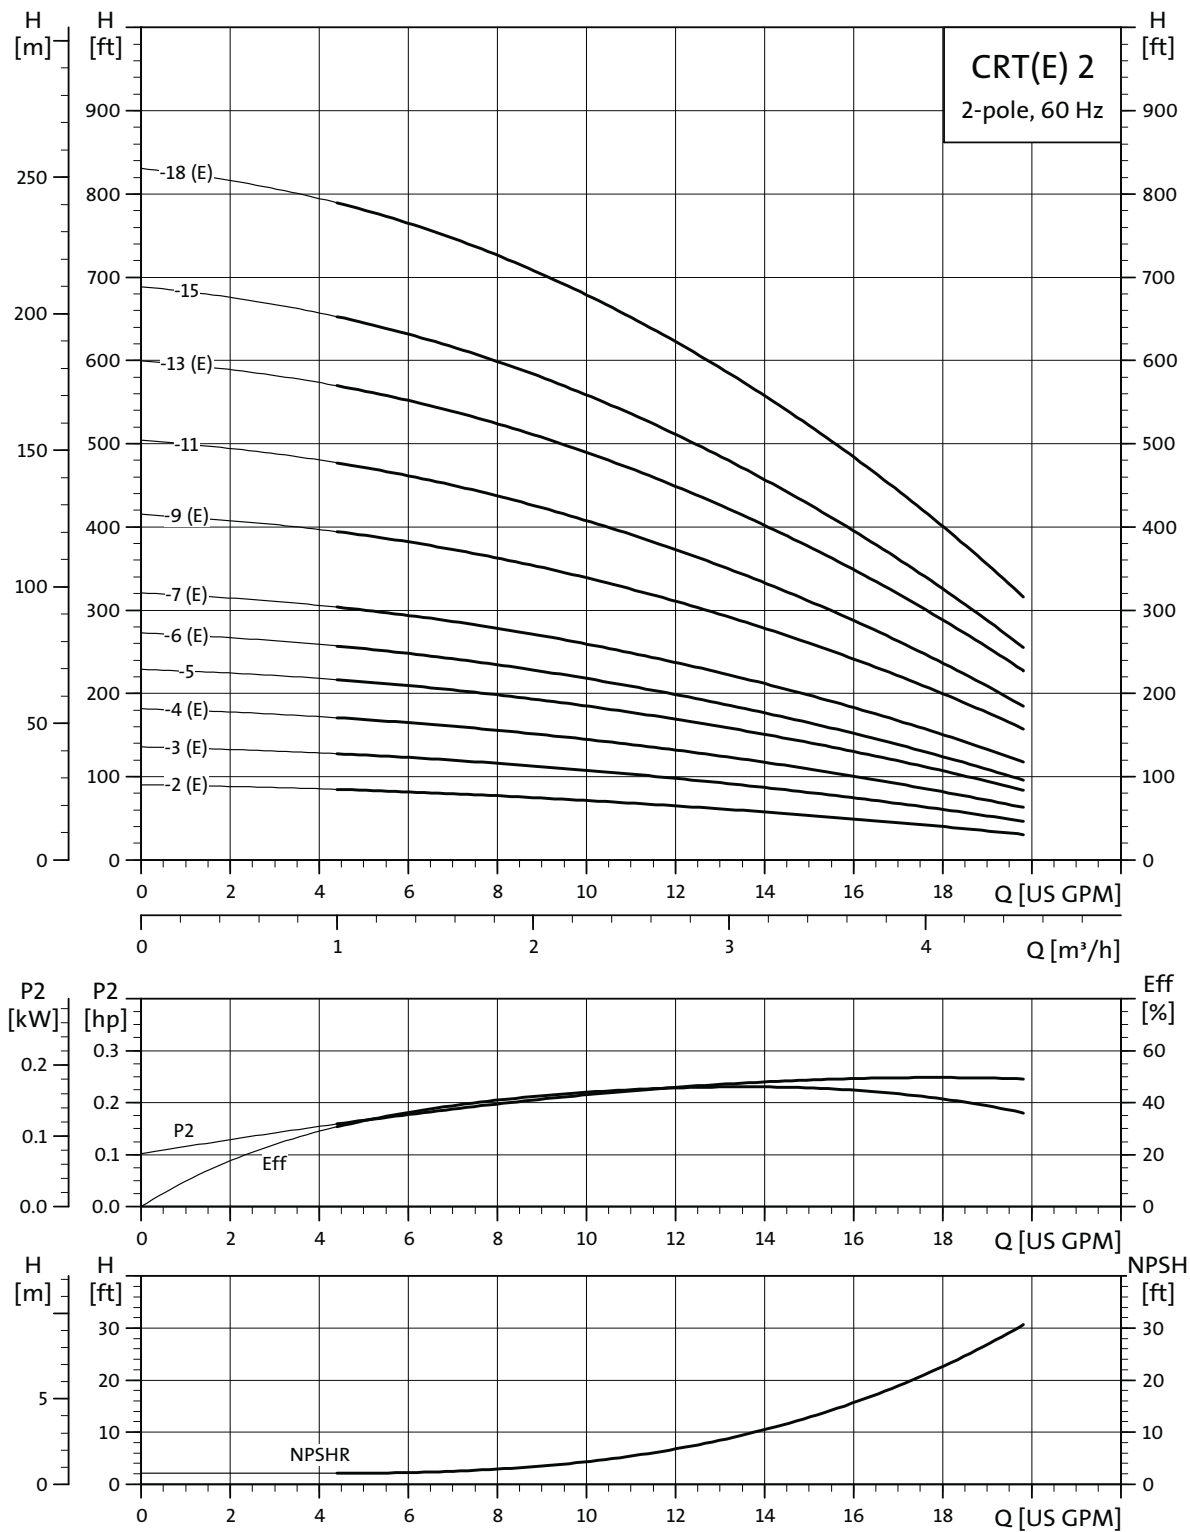 H H H
[m] [ft] [ft]
CRT(E) 2
2-pole, 60 Hz
900 900
-18 (E)
250 800 800
700 700
-15
200
600 -13 (E) 600
150 500 -11 500
-9 (E)
400 400
100
300 -7 (E) 300
-6 (E)
-5
200 200
50 -4 (E)
-3 (E)
100 -2 (E) 100
0 0 0
0 2 4 6 8 10 12 14 16 18 Q [US GPM]
0 1 2 3 4 Q [m³/h]
P2 P2 Eff
[kW] [hp] [%]
0.3 60
0.2
0.2 40
0.1 P2
0.1 Eff 20
0.0 0.0 0
0 2 4 6 8 10 12 14 16 18 Q [US GPM]
H H NPSH
[m] [ft] [ft]
30 30
20 20
5
10 10
NPSHR
0 0 0
0 2 4 6 8 10 12 14 16 18 Q [US GPM]